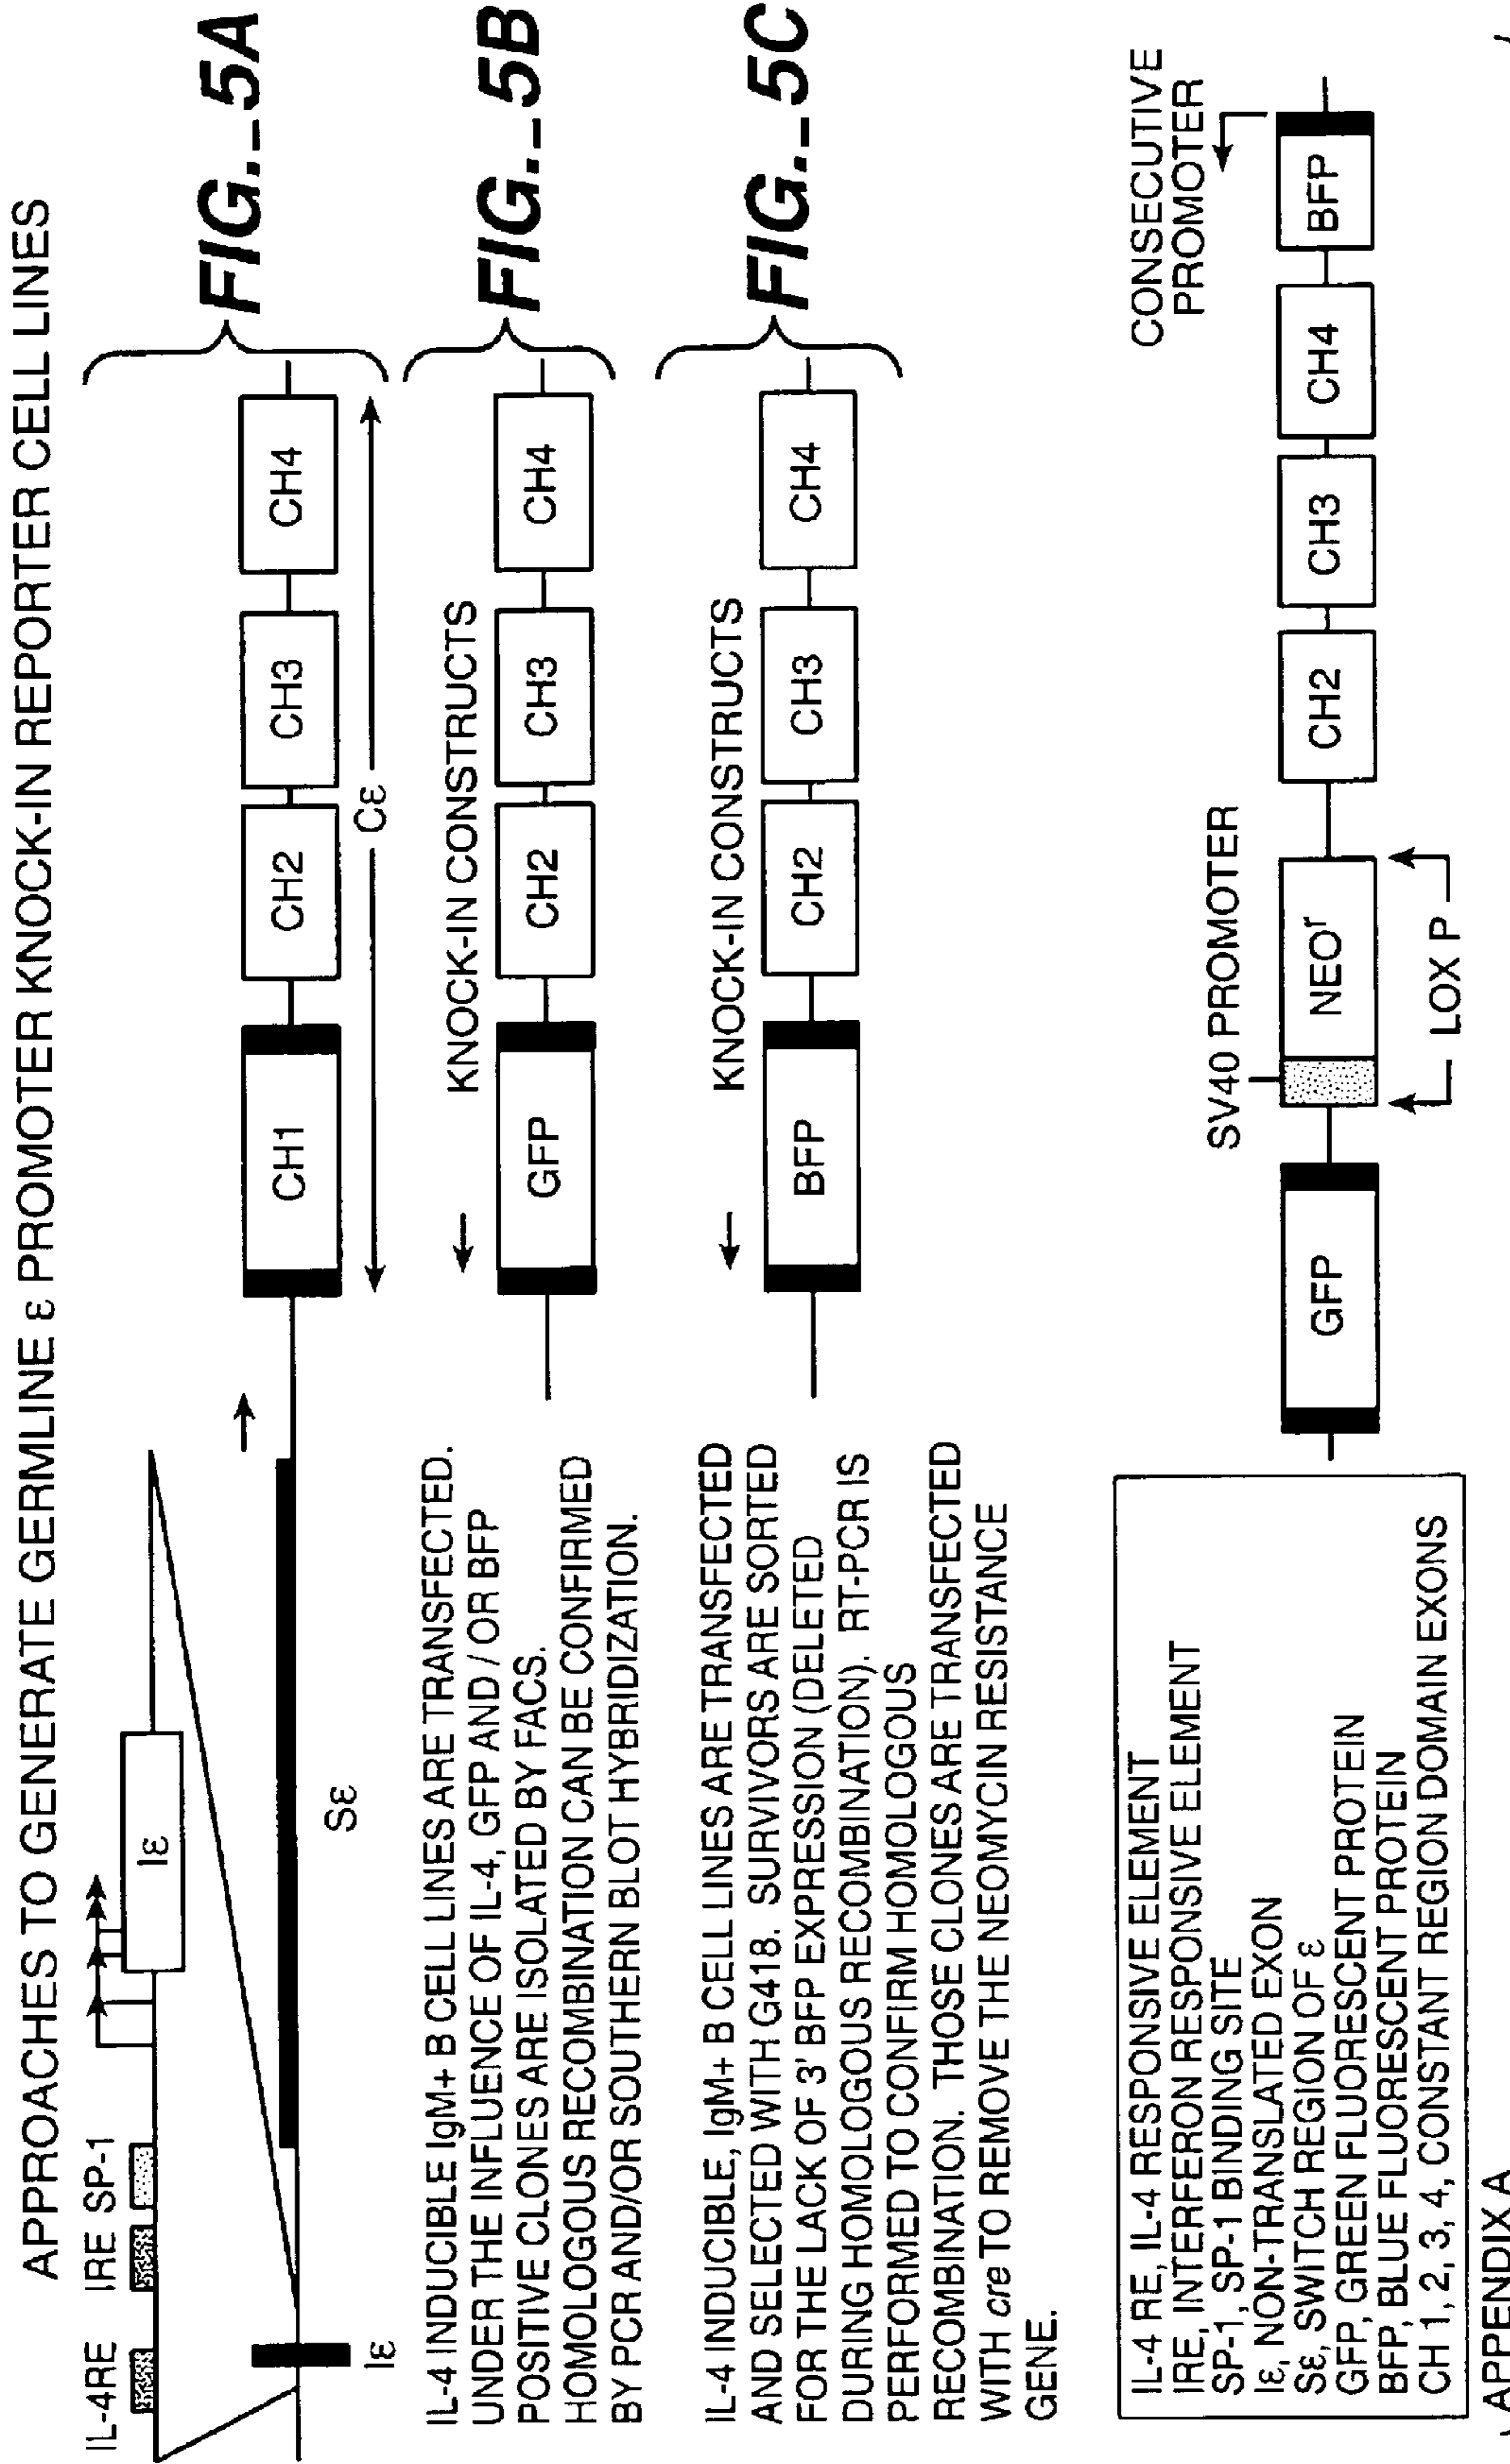 APPROACHES TO GENERATE GERMLINE ε PROMOTER KNOCK-IN REPORTER CELL LINES
IL-4RE IRE SP-1
Iε
Iε
Sε
CH1 CH2 CH3 CH4
Cε
FIG._5A
IL-4 INDUCIBLE IgM+ B CELL LINES ARE TRANSFECTED.
UNDER THE INFLUENCE OF IL-4, GFP AND / OR BFP
POSITIVE CLONES ARE ISOLATED BY FACS.
HOMOLOGOUS RECOMBINATION CAN BE CONFIRMED
BY PCR AND/OR SOUTHERN BLOT HYBRIDIZATION.
KNOCK-IN CONSTRUCTS
GFP CH2 CH3 CH4
FIG._5B
IL-4 INDUCIBLE, IgM+ B CELL LINES ARE TRANSFECTED
AND SELECTED WITH G418. SURVIVORS ARE SORTED
FOR THE LACK OF 3' BFP EXPRESSION (DELETED
DURING HOMOLOGOUS RECOMBINATION). RT-PCR IS
PERFORMED TO CONFIRM HOMOLOGOUS
RECOMBINATION. THOSE CLONES ARE TRANSFECTED
WITH cre TO REMOVE THE NEOMYCIN RESISTANCE
GENE.
KNOCK-IN CONSTRUCTS
BFP CH2 CH3 CH4
FIG._5C
IL-4 RE, IL-4 RESPONSIVE ELEMENT
IRE, INTERFERON RESPONSIVE ELEMENT
SP-1, SP-1 BINDING SITE
Iε, NON-TRANSLATED EXON
Sε, SWITCH REGION OF ε
GFP, GREEN FLUORESCENT PROTEIN
BFP, BLUE FLUORESCENT PROTEIN
CH 1, 2, 3, 4, CONSTANT REGION DOMAIN EXONS
SV40 PROMOTER
CONSECUTIVE
PROMOTER
GFP NEOr CH2 CH3 CH4 BFP
LOX P
APPENDIX A